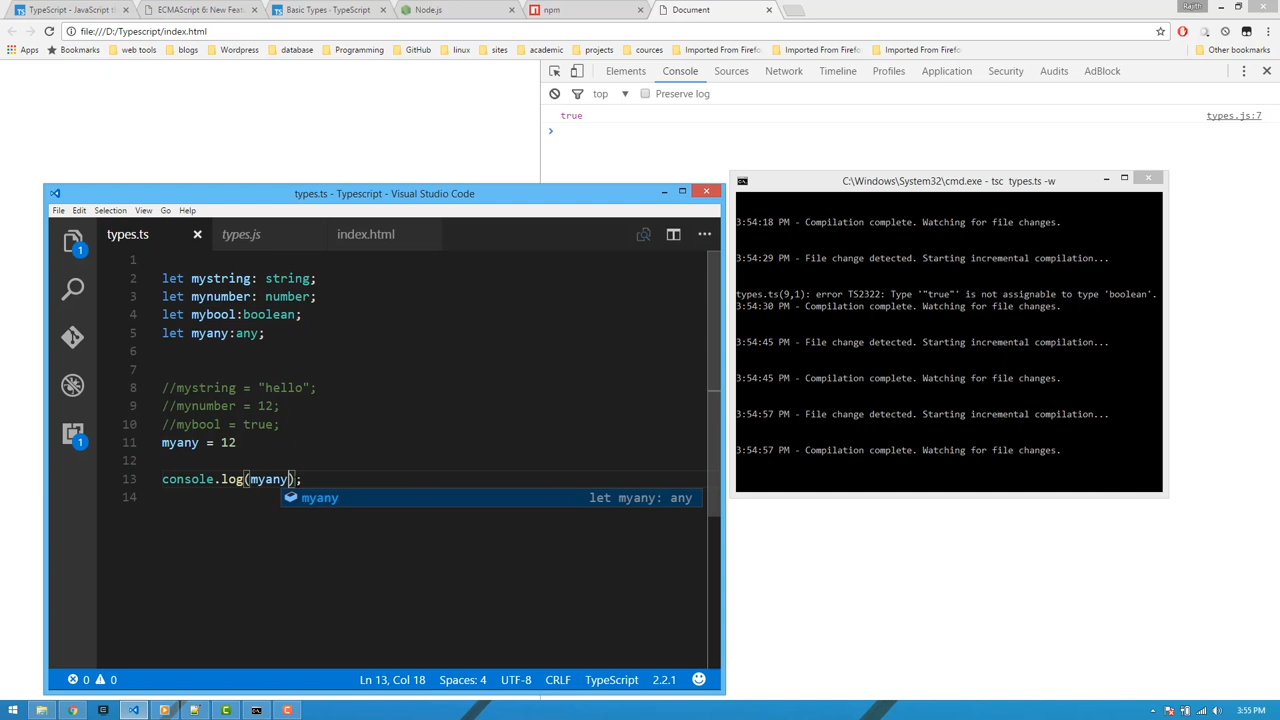 TypeScript - JavaScript t
ECMAScript 6: New Feat
Basic Types - TypeScript
Node.js
npm
Document
Rajith
file:///D:/Typescript/index.html
Apps
Bookmarks
web tools
blogs
Wordpress
database
Programming
GitHub
linux
sites
academic
projects
cources
Imported From Firefo
Imported From Firefo
Imported From Firefo
Other bookmarks
Elements
Console
Sources
Network
Timeline
Profiles
Application
Security
Audits
AdBlock
top
Preserve log
true
types.js:7
types.ts - Typescript - Visual Studio Code
File Edit Selection View Go Help
types.ts
types.js
index.html
1
1
1
2 let mystring: string;
3 let mynumber: number;
4 let mybool:boolean;
5 let myany:any;
6
7
8 //mystring = "hello";
9 //mynumber = 12;
10 //mybool = true;
11 myany = 12
12
13 console.log(myany);
myany let myany: any
14
0 0
Ln 13, Col 18
Spaces: 4
UTF-8
CRLF
TypeScript
2.2.1
C:\Windows\System32\cmd.exe - tsc types.ts -w
3:54:18 PM - Compilation complete. Watching for file changes.
3:54:29 PM - File change detected. Starting incremental compilation...
types.ts(9,1): error TS2322: Type '"true"' is not assignable to type 'boolean'.
3:54:30 PM - Compilation complete. Watching for file changes.
3:54:45 PM - File change detected. Starting incremental compilation...
3:54:45 PM - Compilation complete. Watching for file changes.
3:54:57 PM - File change detected. Starting incremental compilation...
3:54:57 PM - Compilation complete. Watching for file changes.
3:55 PM